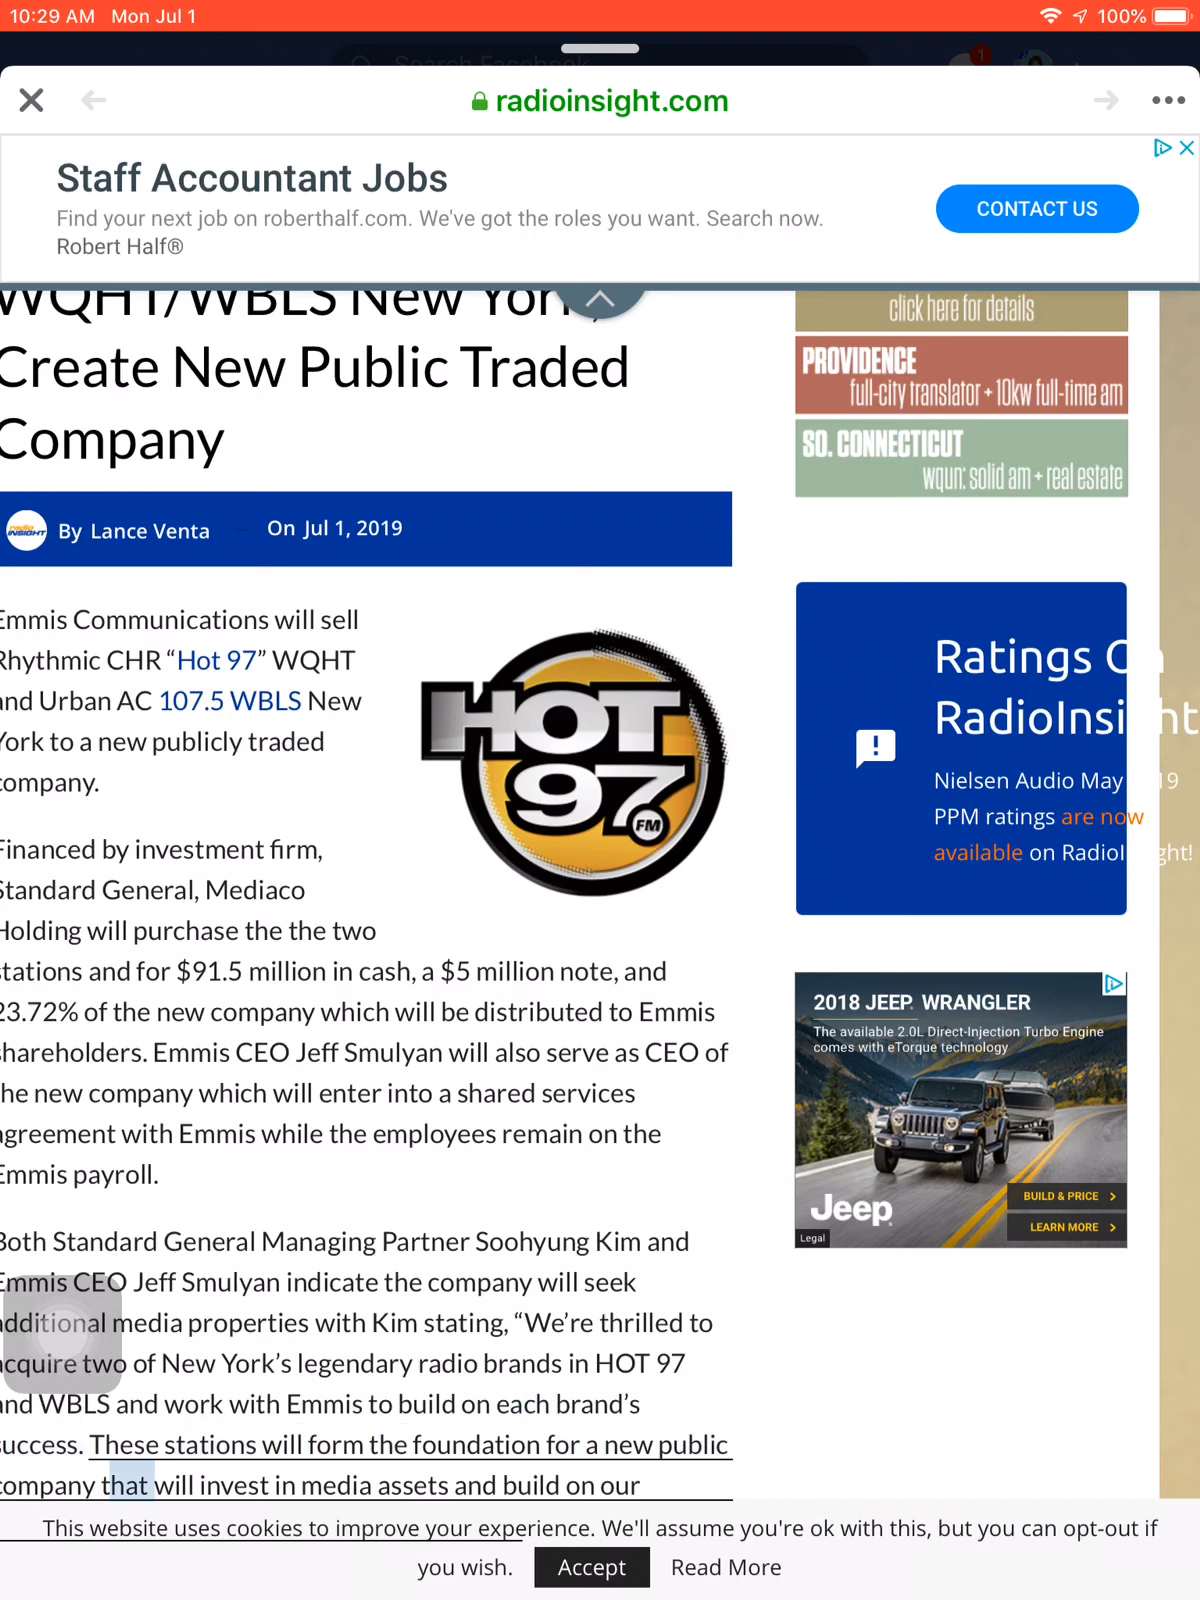 10:29 AM Mon Jul 1
100%
Search Facebook
1
radioinsight.com
Staff Accountant Jobs
Find your next job on roberthalf.com. We've got the roles you want. Search now.
Robert Half®
CONTACT US
WQHT/WBLS New York,
Create New Public Traded
Company
By Lance Venta
On Jul 1, 2019
Emmis Communications will sell
Rhythmic CHR “Hot 97” WQHT
and Urban AC 107.5 WBLS New
York to a new publicly traded
company.
HOT
97
FM
Financed by investment firm,
Standard General, Mediaco
Holding will purchase the the two
stations and for $91.5 million in cash, a $5 million note, and
23.72% of the new company which will be distributed to Emmis
shareholders. Emmis CEO Jeff Smulyan will also serve as CEO of
the new company which will enter into a shared services
agreement with Emmis while the employees remain on the
Emmis payroll.
Both Standard General Managing Partner Soohyung Kim and
Emmis CEO Jeff Smulyan indicate the company will seek
additional media properties with Kim stating, “We’re thrilled to
acquire two of New York’s legendary radio brands in HOT 97
and WBLS and work with Emmis to build on each brand’s
success. These stations will form the foundation for a new public
company that will invest in media assets and build on our
click here for details
PROVIDENCE
full-city translator + 10kw full-time am
SO. CONNECTICUT
wqun: solid am + real estate
Ratings On
RadioInsight
Nielsen Audio May 2019
PPM ratings are now
available on RadioInsight!
2018 JEEP. WRANGLER
The available 2.0L Direct-Injection Turbo Engine
comes with eTorque technology
Jeep
BUILD & PRICE >
LEARN MORE >
Legal
This website uses cookies to improve your experience. We'll assume you're ok with this, but you can opt-out if
you wish.
Accept
Read More